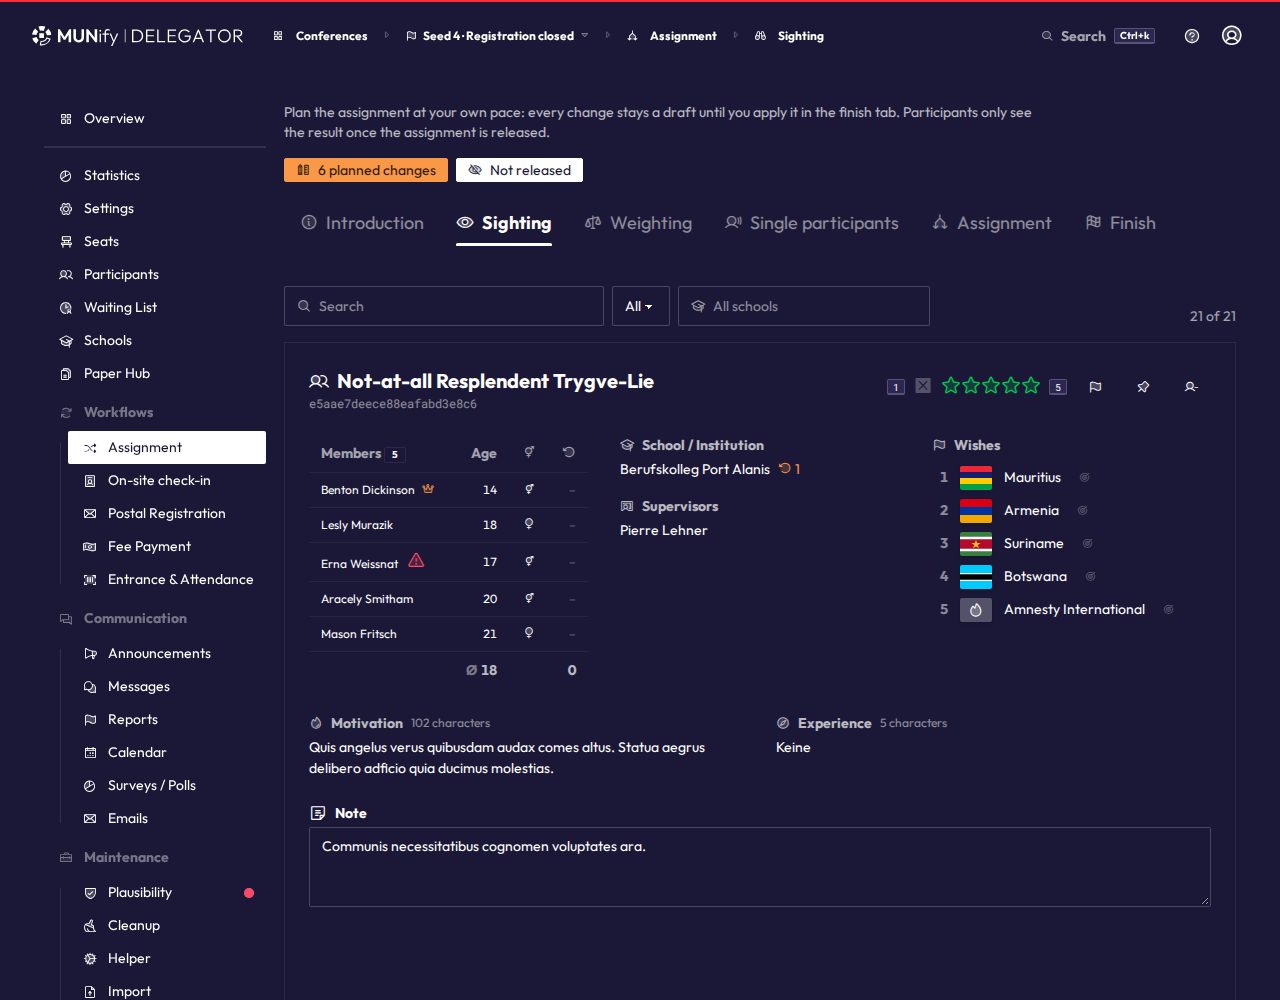 MUNify | DELEGATOR
Conferences
Seed 4 · Registration closed
Assignment
Sighting
Search
Ctrl+k
Overview
Statistics
Settings
Seats
Participants
Waiting List
Schools
Paper Hub
Workflows
Assignment
On-site check-in
Postal Registration
Fee Payment
Entrance & Attendance
Communication
Announcements
Messages
Reports
Calendar
Surveys / Polls
Emails
Maintenance
Plausibility
Cleanup
Helper
Import
Plan the assignment at your own pace: every change stays a draft until you apply it in the finish tab. Participants only see
the result once the assignment is released.
6 planned changes
Not released
Introduction
Sighting
Weighting
Single participants
Assignment
Finish
Search
All
All schools
21 of 21
Not-at-all Resplendent Trygve-Lie
e5aae7deece88eafabd3e8c6
1
5
Members 5
Age
Benton Dickinson 14 –
Lesly Murazik 18 –
Erna Weissnat 17 –
Aracely Smitham 20 –
Mason Fritsch 21 –
Ø 18 0
School / Institution
Berufskolleg Port Alanis 1
Supervisors
Pierre Lehner
Wishes
1 Mauritius
2 Armenia
3 Suriname
4 Botswana
5 Amnesty International
Motivation 102 characters
Quis angelus verus quibusdam audax comes altus. Statua aegrus
delibero adficio quia ducimus molestias.
Experience 5 characters
Keine
Note
Communis necessitatibus cognomen voluptates ara.